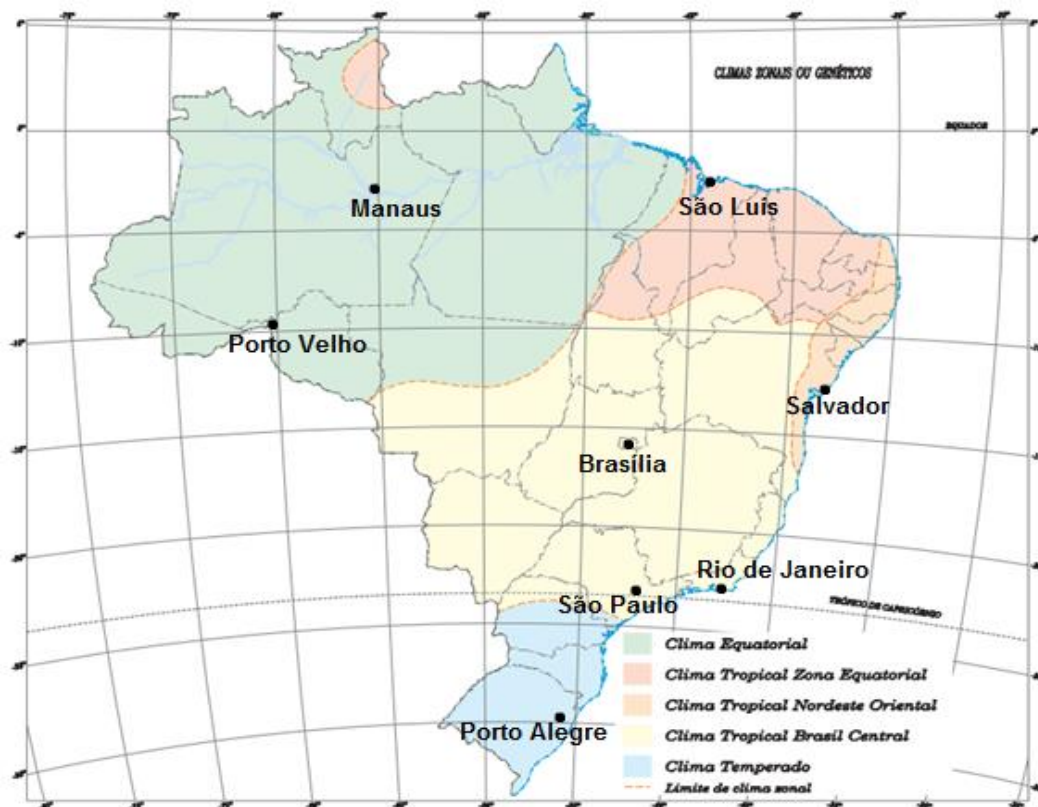 CLIMAS ZONAIS OU GENÉTICOS
EQUADOR
Manaus
São Luís
Porto Velho
Salvador
Brasília
Rio de Janeiro
São Paulo
TRÓPICO DE CAPRICÓRNIO
Porto Alegre
Clima Equatorial
Clima Tropical Zona Equatorial
Clima Tropical Nordeste Oriental
Clima Tropical Brasil Central
Clima Temperado
Límite de clima zonal